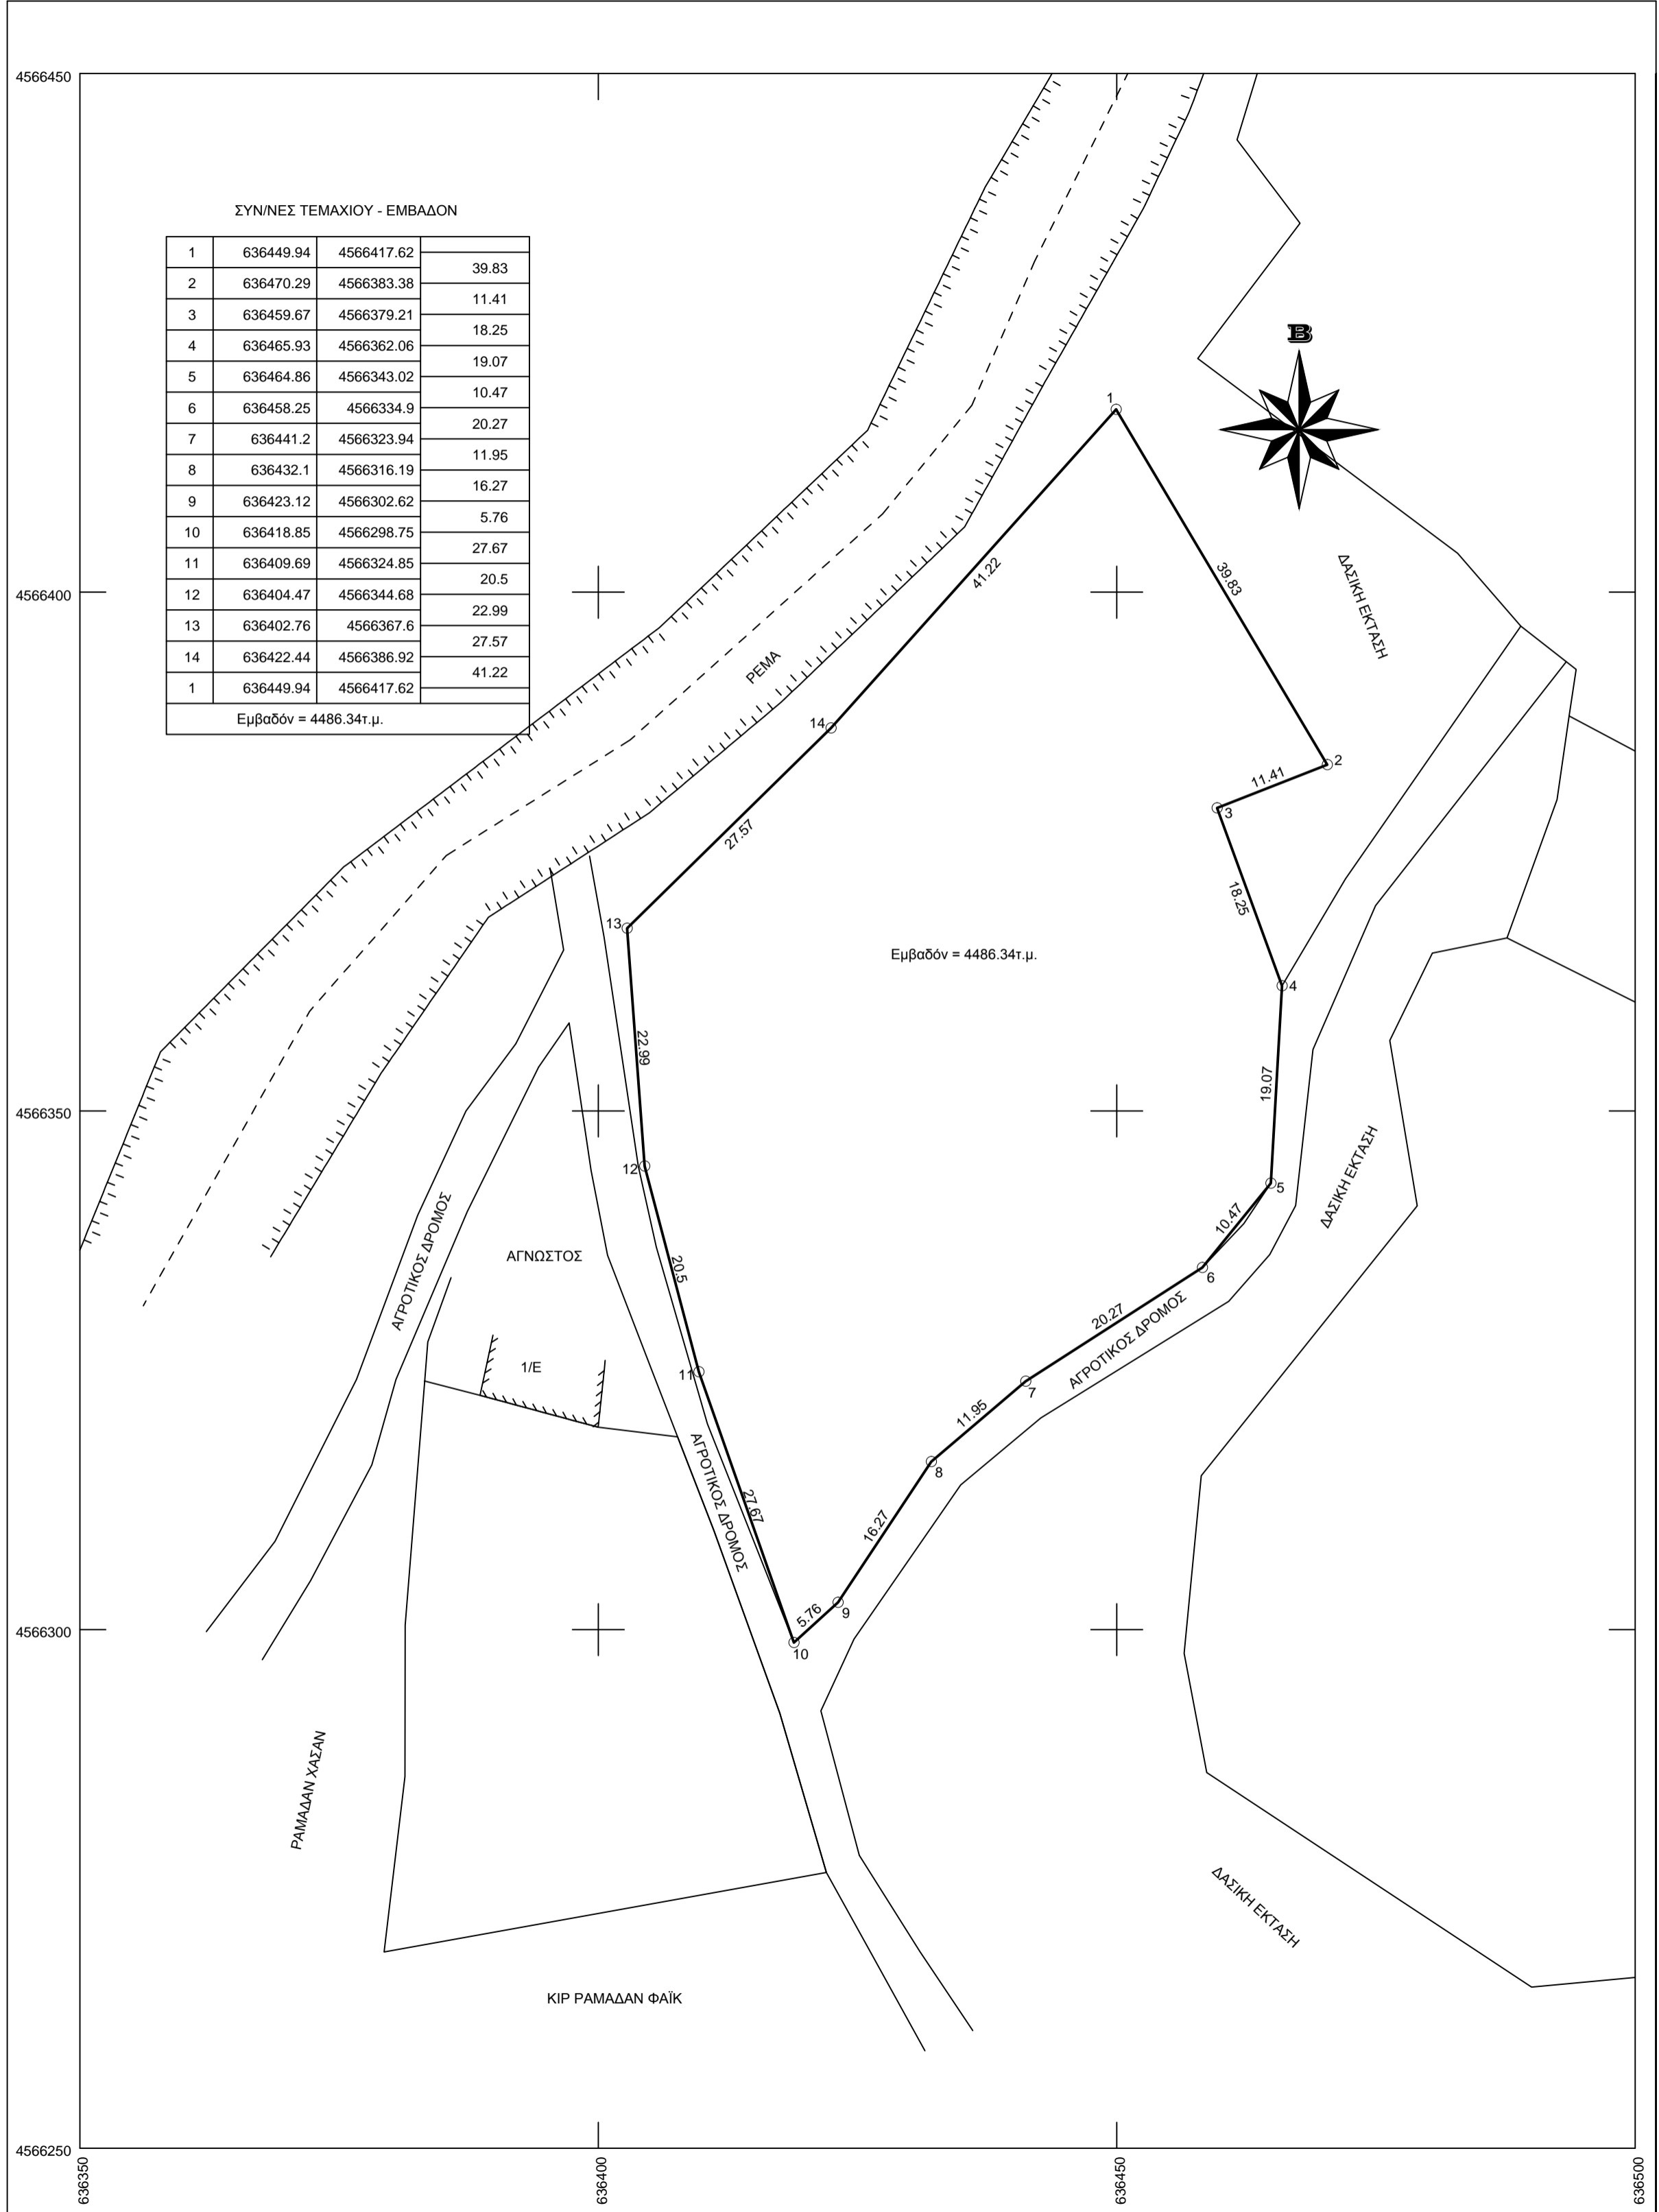 4566450
ΣΥΝ/ΝΕΣ ΤΕΜΑΧΙΟΥ - ΕΜΒΑΔΟΝ
1 636449.94 4566417.62
39.83
2 636470.29 4566383.38
11.41
3 636459.67 4566379.21
18.25
4 636465.93 4566362.06
19.07
5 636464.86 4566343.02
10.47
6 636458.25 4566334.9
20.27
7 636441.2 4566323.94
11.95
8 636432.1 4566316.19
16.27
9 636423.12 4566302.62
5.76
10 636418.85 4566298.75
27.67
11 636409.69 4566324.85
20.5
12 636404.47 4566344.68
22.99
13 636402.76 4566367.6
27.57
14 636422.44 4566386.92
41.22
1 636449.94 4566417.62
Εμβαδόν = 4486.34τ.μ.
Β
1
41.22
39.83
ΔΑΣΙΚΗ ΕΚΤΑΣΗ
4566400
ΡΕΜΑ
14
2
11.41
3
27.57
18.25
13
Εμβαδόν = 4486.34τ.μ.
4
22.99
19.07
4566350
12
5
ΔΑΣΙΚΗ ΕΚΤΑΣΗ
10.47
ΑΓΡΟΤΙΚΟΣ ΔΡΟΜΟΣ
ΑΓΝΩΣΤΟΣ
20.5
6
20.27
ΑΓΡΟΤΙΚΟΣ ΔΡΟΜΟΣ
1/Ε
11
7
11.95
8
ΑΓΡΟΤΙΚΟΣ ΔΡΟΜΟΣ
27.67
16.27
9
5.76
10
4566300
ΡΑΜΑΔΑΝ ΧΑΣΑΝ
ΔΑΣΙΚΗ ΕΚΤΑΣΗ
ΚΙΡ ΡΑΜΑΔΑΝ ΦΑΪΚ
4566250
636350
636400
636450
636500